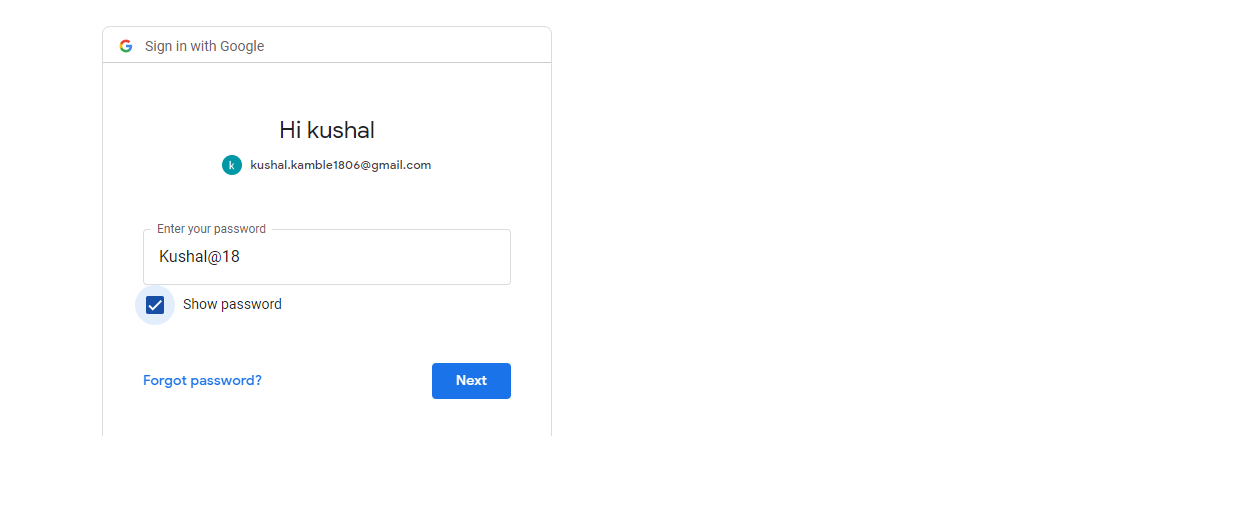 Sign in with Google
Hi kushal
k kushal.kamble1806@gmail.com
Enter your password
Kushal@18
Show password
Forgot password?
Next